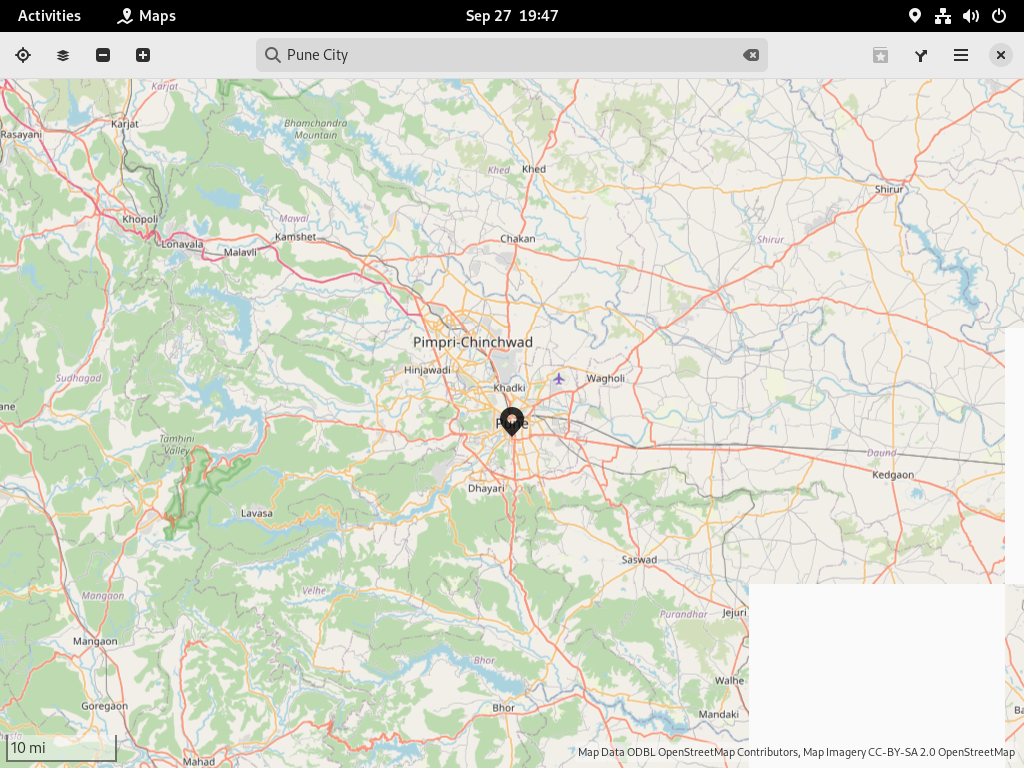 Activities
Maps
Sep 27 19:47
Pune City
Karjat
Karjat
Rasayani
Bhamchandra
Mountain
Khed
Khed
Shirur
Khopoli
Mawal
Kamshet
Lonavala
Malavli
Chakan
Shirur
Pimpri-Chinchwad
Hinjawadi
Wagholi
Khadki
Sudhagad
ane
Pune
Tamhini
Valley
Daund
Kedgaon
Dhayari
Lavasa
Saswad
Velhe
Mangaon
Purandhar
Jejuri
Mangaon
Bhor
Walhe
Goregaon
Bhor
Mandaki
Ba
10 mi
Mahad
Map Data ODBL OpenStreetMap Contributors, Map Imagery CC-BY-SA 2.0 OpenStreetMap